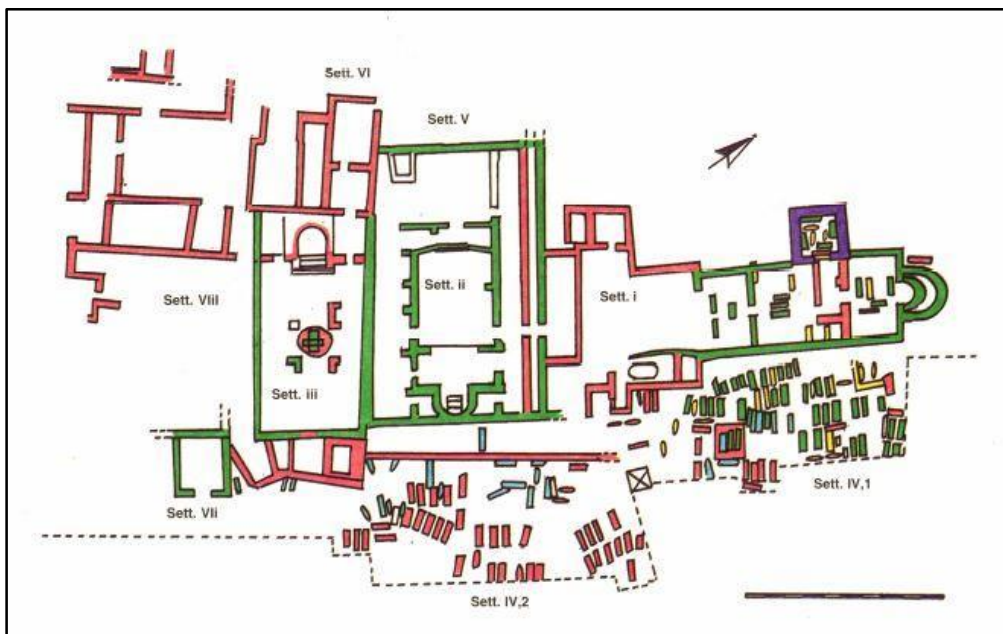 Sett. VI
Sett. V
Sett. ii
Sett. i
Sett. VIII
Sett. iii
Sett. VIi
Sett. IV,1
Sett. IV,2